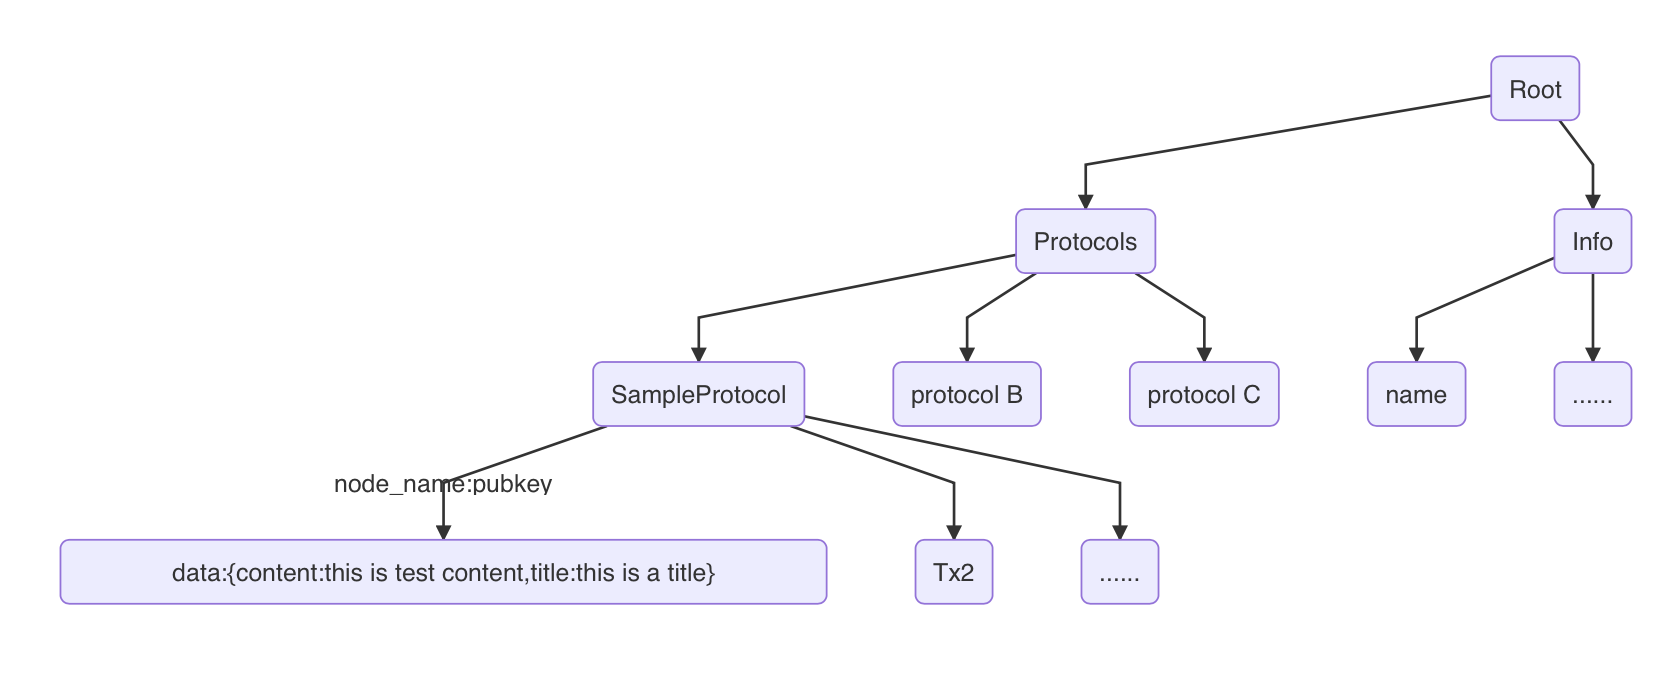 Root
Protocols
Info
SampleProtocol
protocol B
protocol C
name
......
node_name:pubkey
data:{content:this is test content,title:this is a title}
Tx2
......